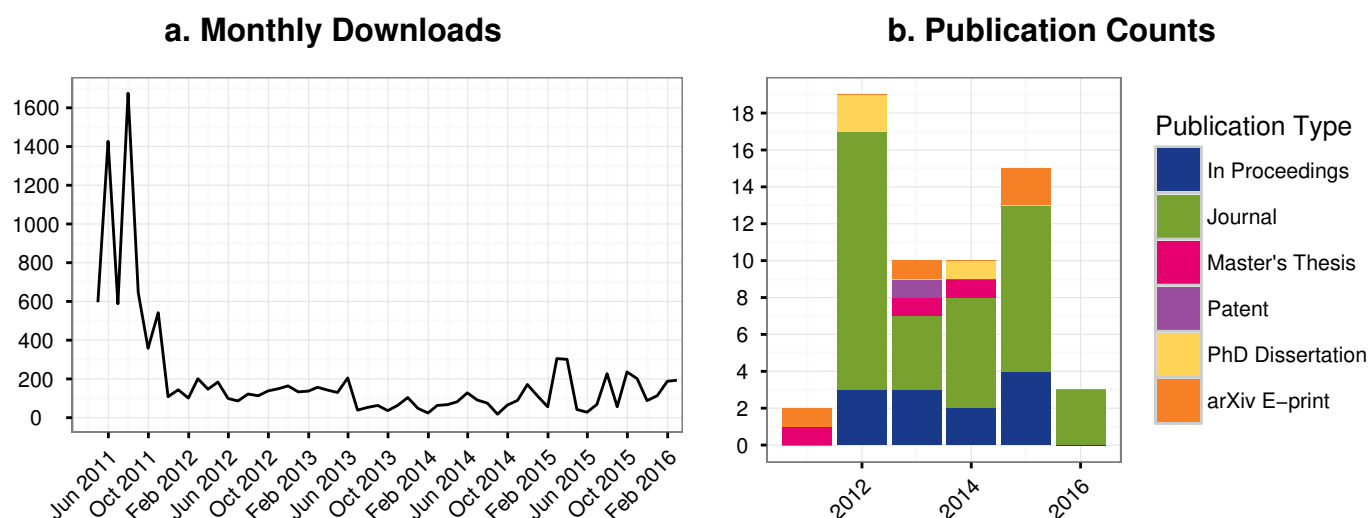 a. Monthly Downloads
1600
1400
1200
1000
800
600
400
200
0
Jun 2011
Oct 2011
Feb 2012
Jun 2012
Oct 2012
Feb 2013
Jun 2013
Oct 2013
Feb 2014
Jun 2014
Oct 2014
Feb 2015
Jun 2015
Oct 2015
Feb 2016
b. Publication Counts
18
16
14
12
10
8
6
4
2
0
2012
2014
2016
Publication Type
In Proceedings
Journal
Master's Thesis
Patent
PhD Dissertation
arXiv E−print